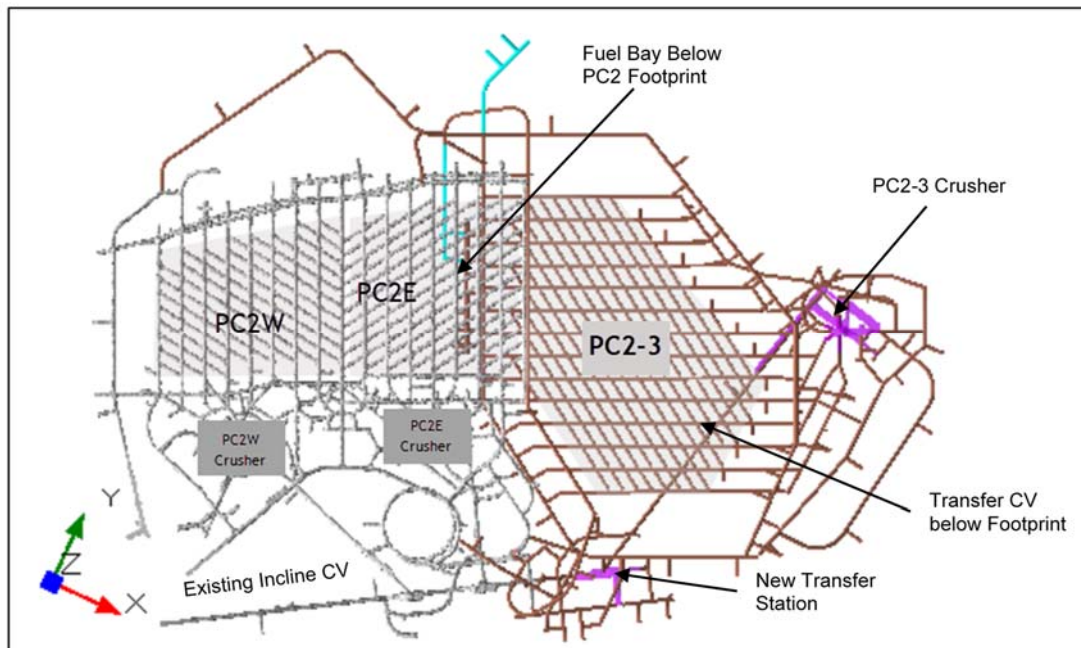 Fuel Bay Below
PC2 Footprint
PC2-3 Crusher
PC2E
PC2W
PC2-3
PC2W
Crusher
PC2E
Crusher
Y
Z
X
Existing Incline CV
Transfer CV
below Footprint
New Transfer
Station